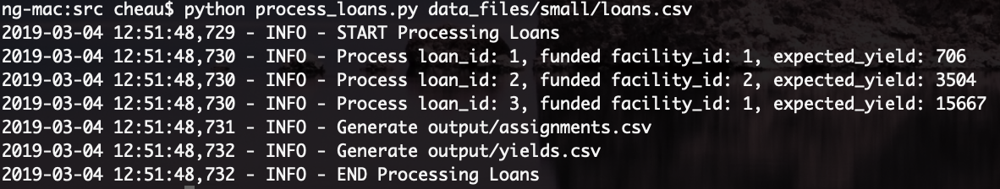 ng-mac:src cheau$ python process_loans.py data_files/small/loans.csv
2019-03-04 12:51:48,729 - INFO - START Processing Loans
2019-03-04 12:51:48,730 - INFO - Process loan_id: 1, funded facility_id: 1, expected_yield: 706
2019-03-04 12:51:48,730 - INFO - Process loan_id: 2, funded facility_id: 2, expected_yield: 3504
2019-03-04 12:51:48,730 - INFO - Process loan_id: 3, funded facility_id: 1, expected_yield: 15667
2019-03-04 12:51:48,731 - INFO - Generate output/assignments.csv
2019-03-04 12:51:48,732 - INFO - Generate output/yields.csv
2019-03-04 12:51:48,732 - INFO - END Processing Loans